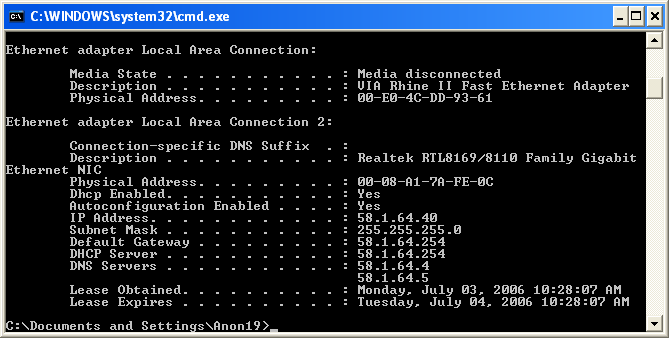 C:\WINDOWS\system32\cmd.exe
Ethernet adapter Local Area Connection:
Media State . . . . . . . . . . . : Media disconnected
Description . . . . . . . . . . . : VIA Rhine II Fast Ethernet Adapter
Physical Address. . . . . . . . . : 00-E0-4C-DD-93-61
Ethernet adapter Local Area Connection 2:
Connection-specific DNS Suffix  . :
Description . . . . . . . . . . . : Realtek RTL8169/8110 Family Gigabit
Ethernet NIC
Physical Address. . . . . . . . . : 00-08-A1-7A-FE-0C
Dhcp Enabled. . . . . . . . . . . : Yes
Autoconfiguration Enabled . . . . : Yes
IP Address. . . . . . . . . . . . : 58.1.64.40
Subnet Mask . . . . . . . . . . . : 255.255.255.0
Default Gateway . . . . . . . . . : 58.1.64.254
DHCP Server . . . . . . . . . . . : 58.1.64.254
DNS Servers . . . . . . . . . . . : 58.1.64.4
58.1.64.5
Lease Obtained. . . . . . . . . . : Monday, July 03, 2006 10:28:07 AM
Lease Expires . . . . . . . . . . : Tuesday, July 04, 2006 10:28:07 AM
C:\Documents and Settings\Anon19>_